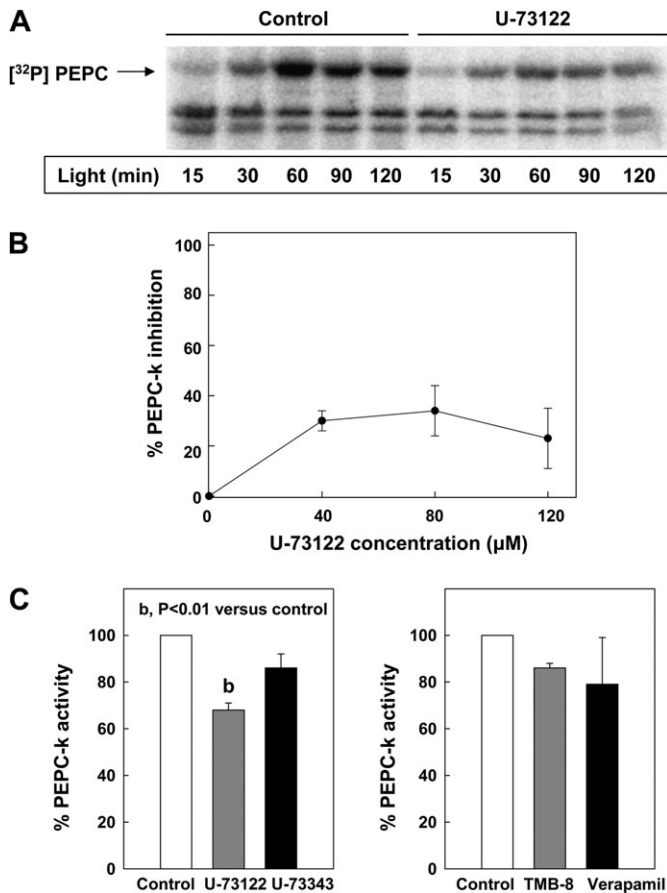 A
Control U-73122
[³²P] PEPC
Light (min) 15 30 60 90 120 15 30 60 90 120
B
% PEPC-k inhibition
100
80
60
40
20
0
0 40 80 120
U-73122 concentration (µM)
C
b, P<0.01 versus control
% PEPC-k activity
100
80
60
40
20
0
b
Control U-73122 U-73343
% PEPC-k activity
100
80
60
40
20
0
Control TMB-8 Verapamil